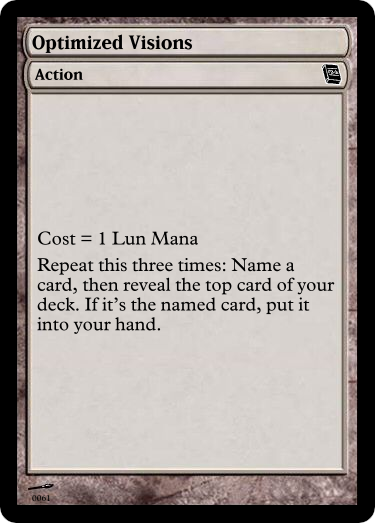 Optimized Visions
Action
Cost = 1 Lun Mana
Repeat this three times: Name a
card, then reveal the top card of your
deck. If it's the named card, put it
into your hand.
0061